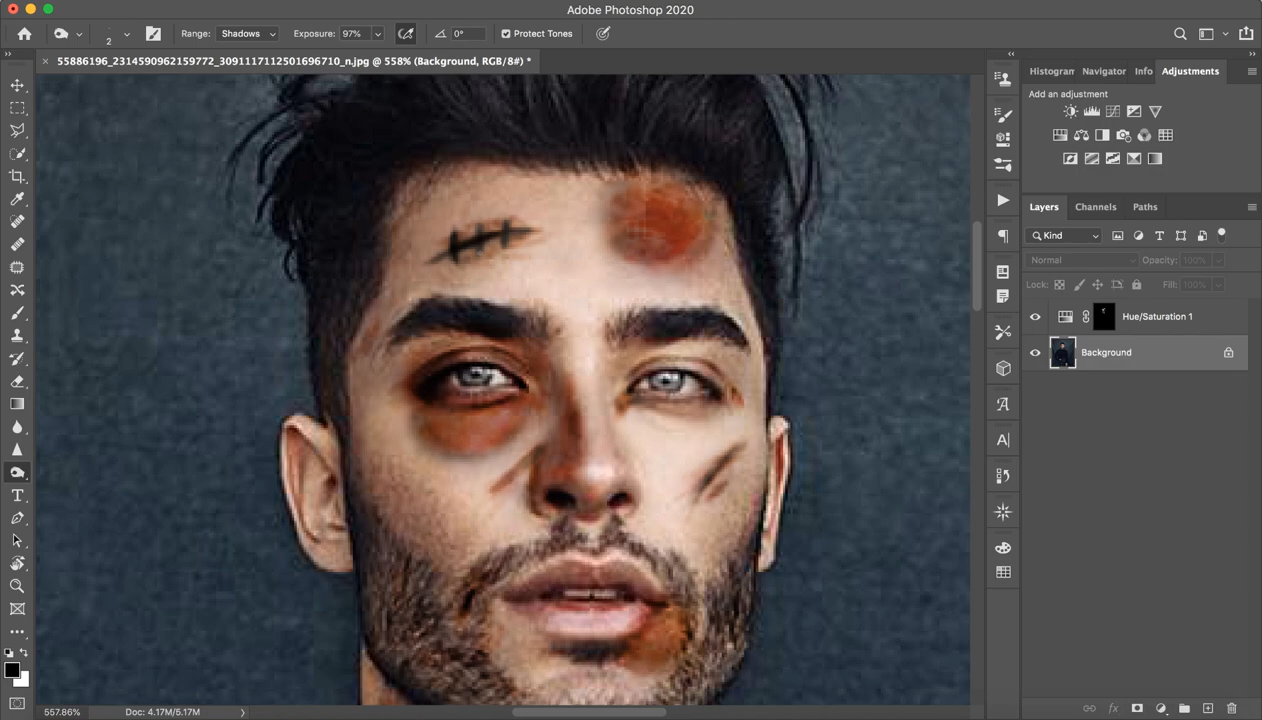 Adobe Photoshop 2020
2
Range:
Shadows
Exposure:
97%
0°
Protect Tones
55886196_2314590962159772_3091117112501696710_n.jpg @ 558% (Background, RGB/8#) *
Histogram
Navigator
Info
Adjustments
Add an adjustment
Layers
Channels
Paths
Kind
Normal
Opacity:
100%
Lock:
Fill:
100%
Hue/Saturation 1
Background
557.86%
Doc: 4.17M/5.17M